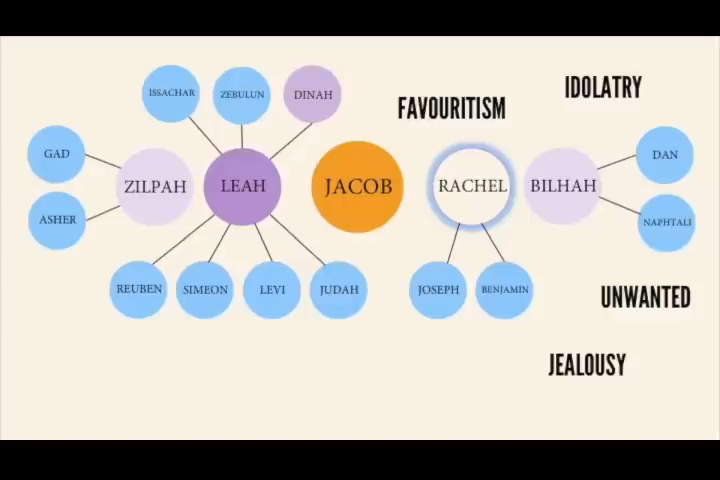 IDOLATRY
ISSACHAR
ZEBULUN
DINAH
FAVOURITISM
GAD
DAN
ZILPAH
LEAH
JACOB
RACHEL
BILHAH
ASHER
NAPHTALI
REUBEN
SIMEON
LEVI
JUDAH
JOSEPH
BENJAMIN
UNWANTED
JEALOUSY